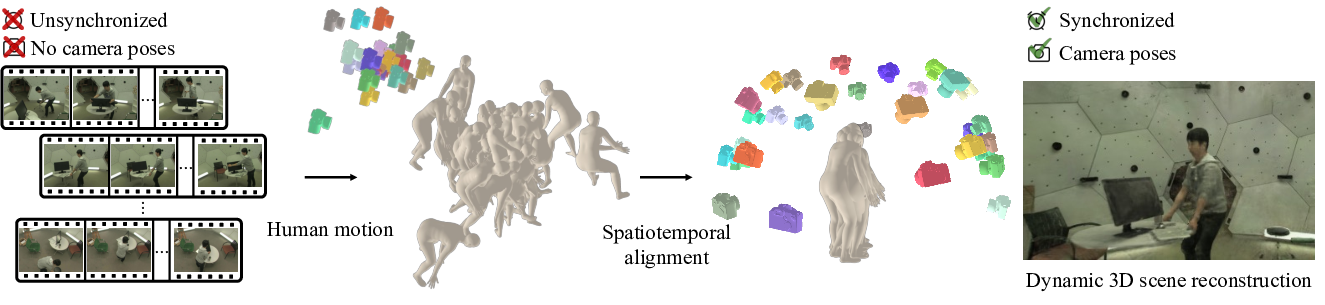 Unsynchronized
No camera poses
Human motion
Spatiotemporal
alignment
Synchronized
Camera poses
Dynamic 3D scene reconstruction